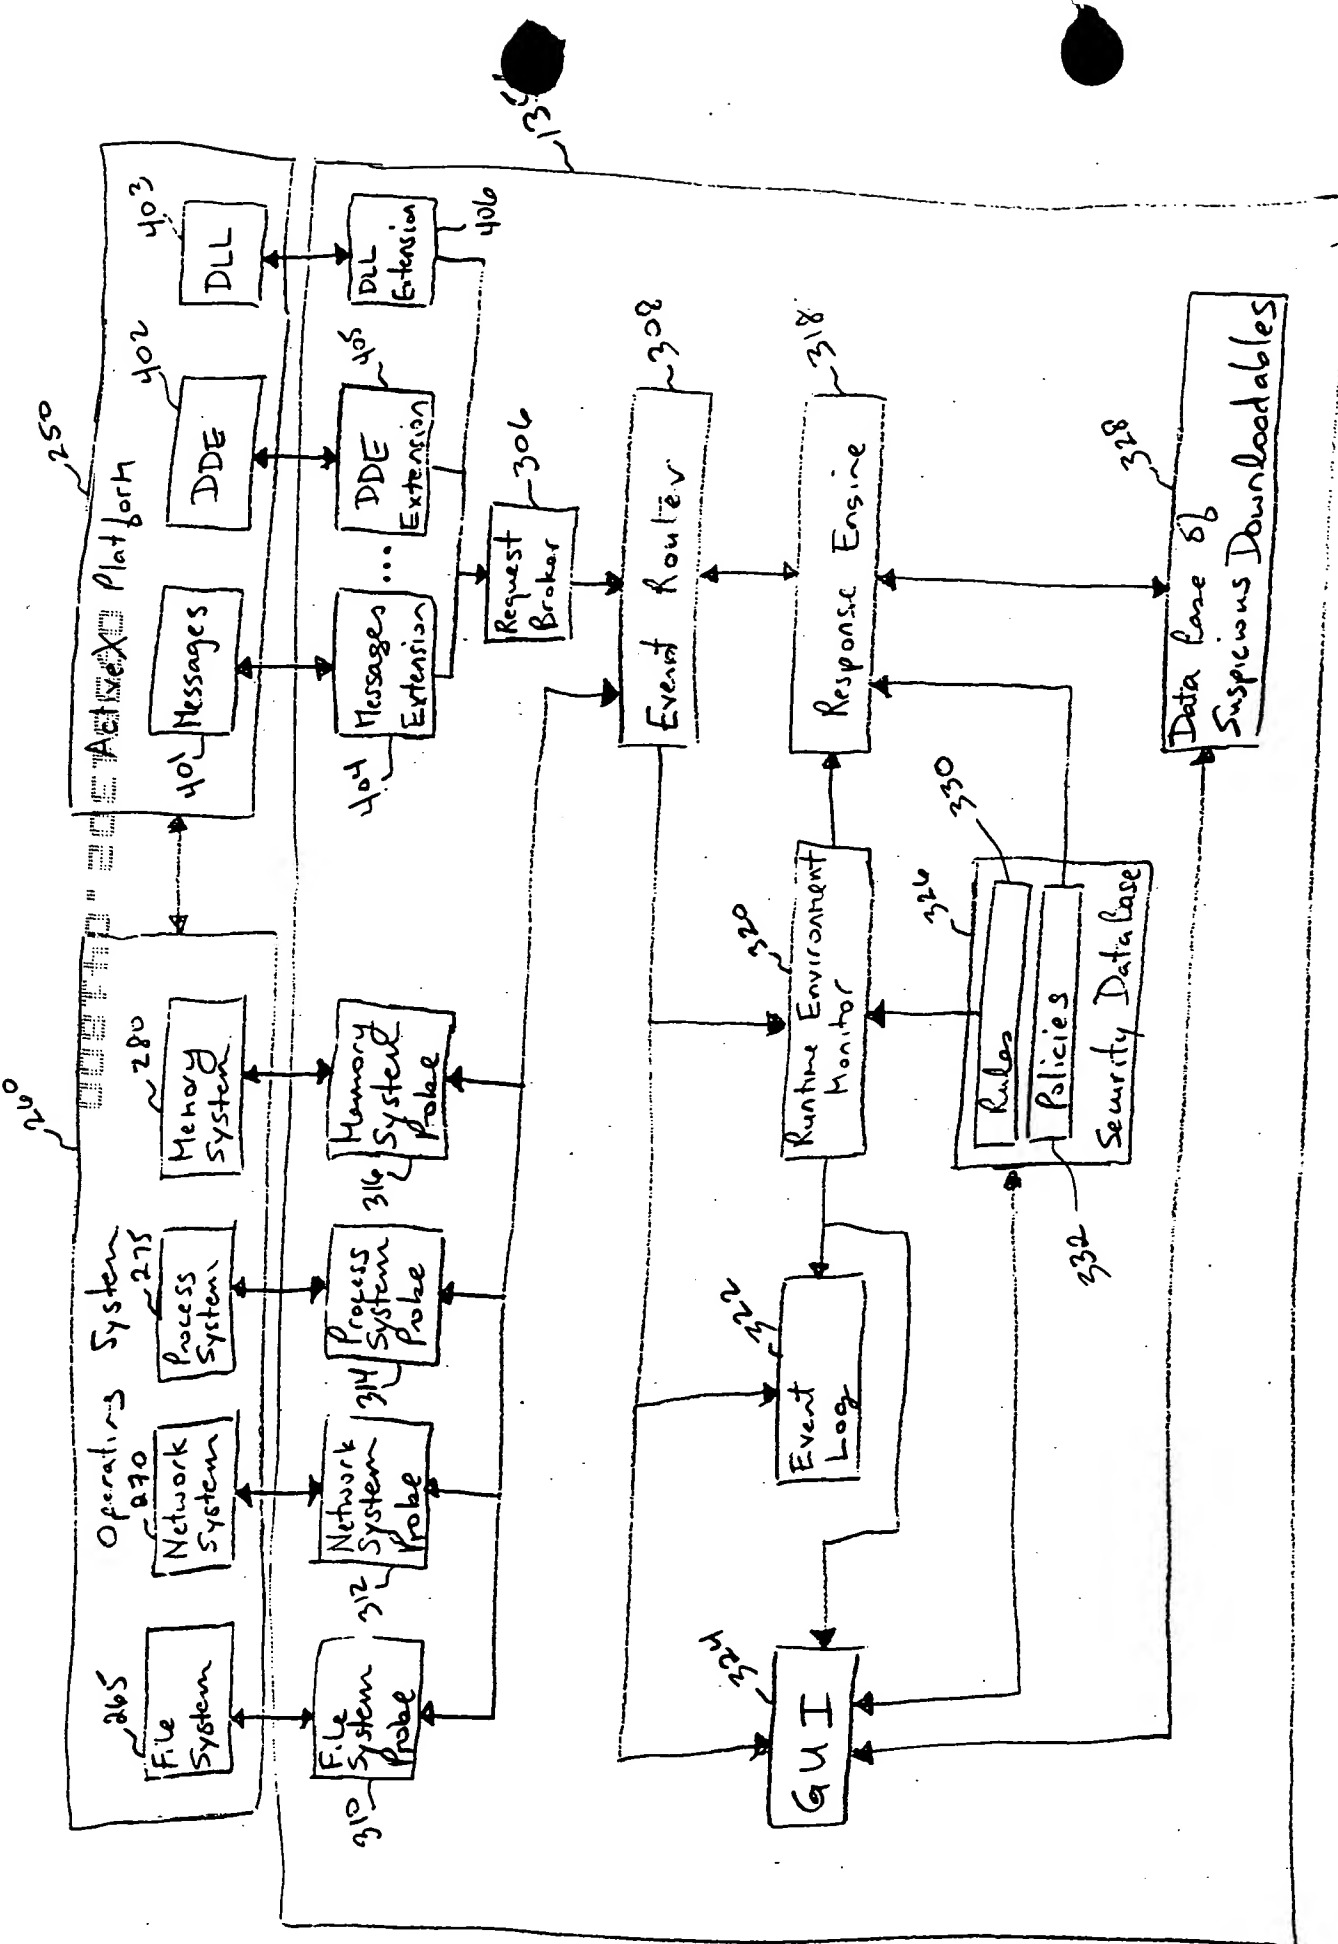 260
Operating System
265
File
System
270
Network
System
275
Process
System
280
Memory
System
250
ActiveX Platform
401
Messages
402
DDE
403
DLL
310
File
System
Probe
312
Network
System
Probe
314
Process
System
Probe
316
Memory
System
Probe
404
Messages
Extension
...
405
DDE
Extension
406
DLL
Extension
306
Request
Broker
308
Event Router
324
GUI
322
Event
Log
320
Runtime Environment
Monitor
318
Response Engine
326
330
Rules
332
Policies
Security Database
328
Data Base of
Suspicious Downloadables